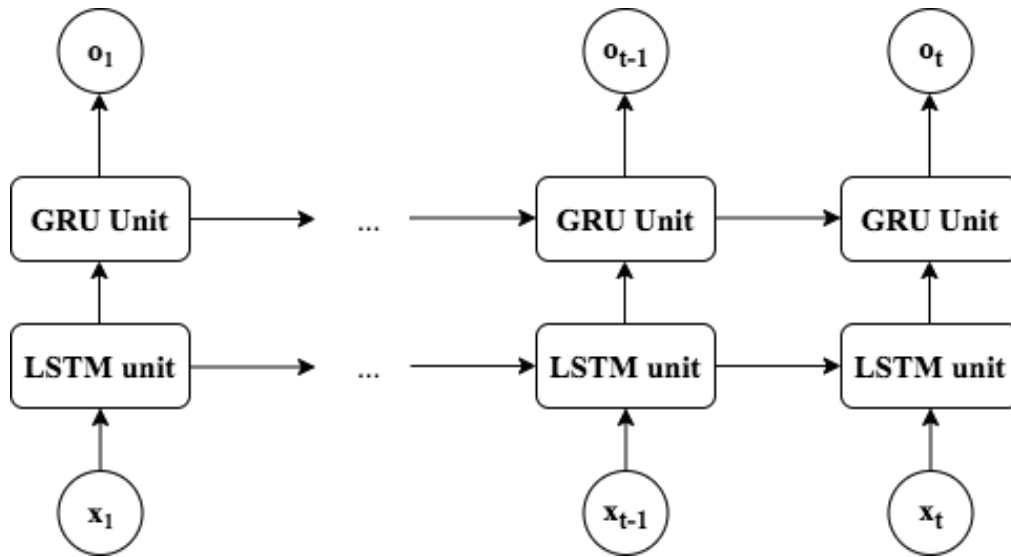 o₁ oₜ₋₁ oₜ
GRU Unit ... GRU Unit GRU Unit
LSTM unit ... LSTM unit LSTM unit
x₁ xₜ₋₁ xₜ